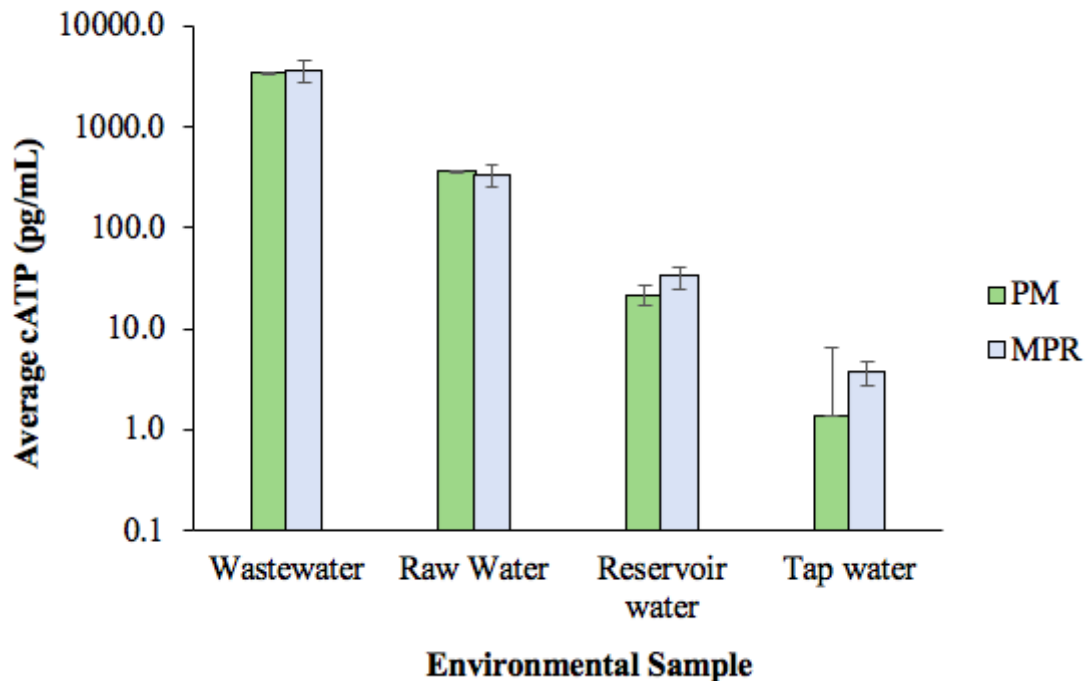 10000.0
1000.0
100.0
10.0
1.0
0.1
Average cATP (pg/mL)
Wastewater
Raw Water
Reservoir
water
Tap water
Environmental Sample
PM
MPR